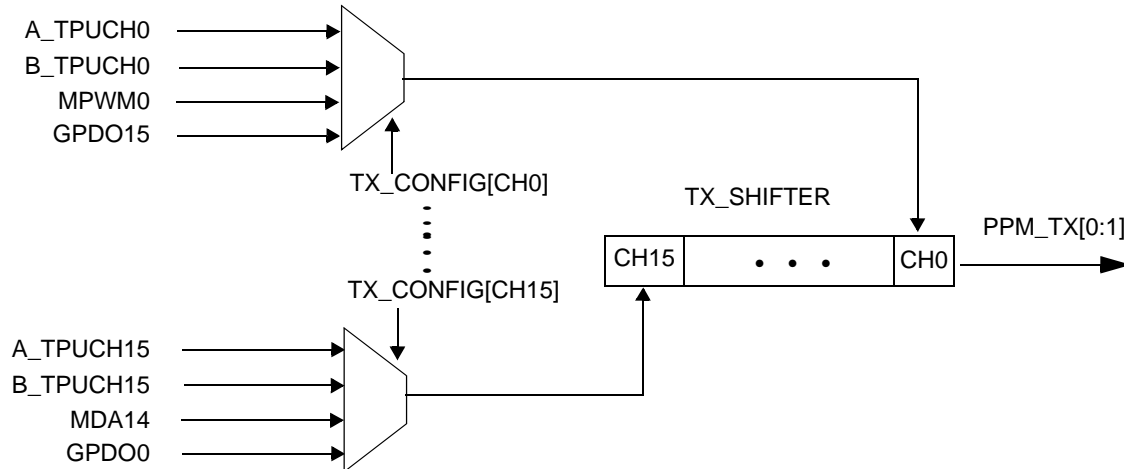 A_TPUCH0
B_TPUCH0
MPWM0
GPDO15
TX_CONFIG[CH0]
TX_SHIFTER
PPM_TX[0:1]
CH15
CH0
TX_CONFIG[CH15]
A_TPUCH15
B_TPUCH15
MDA14
GPDO0